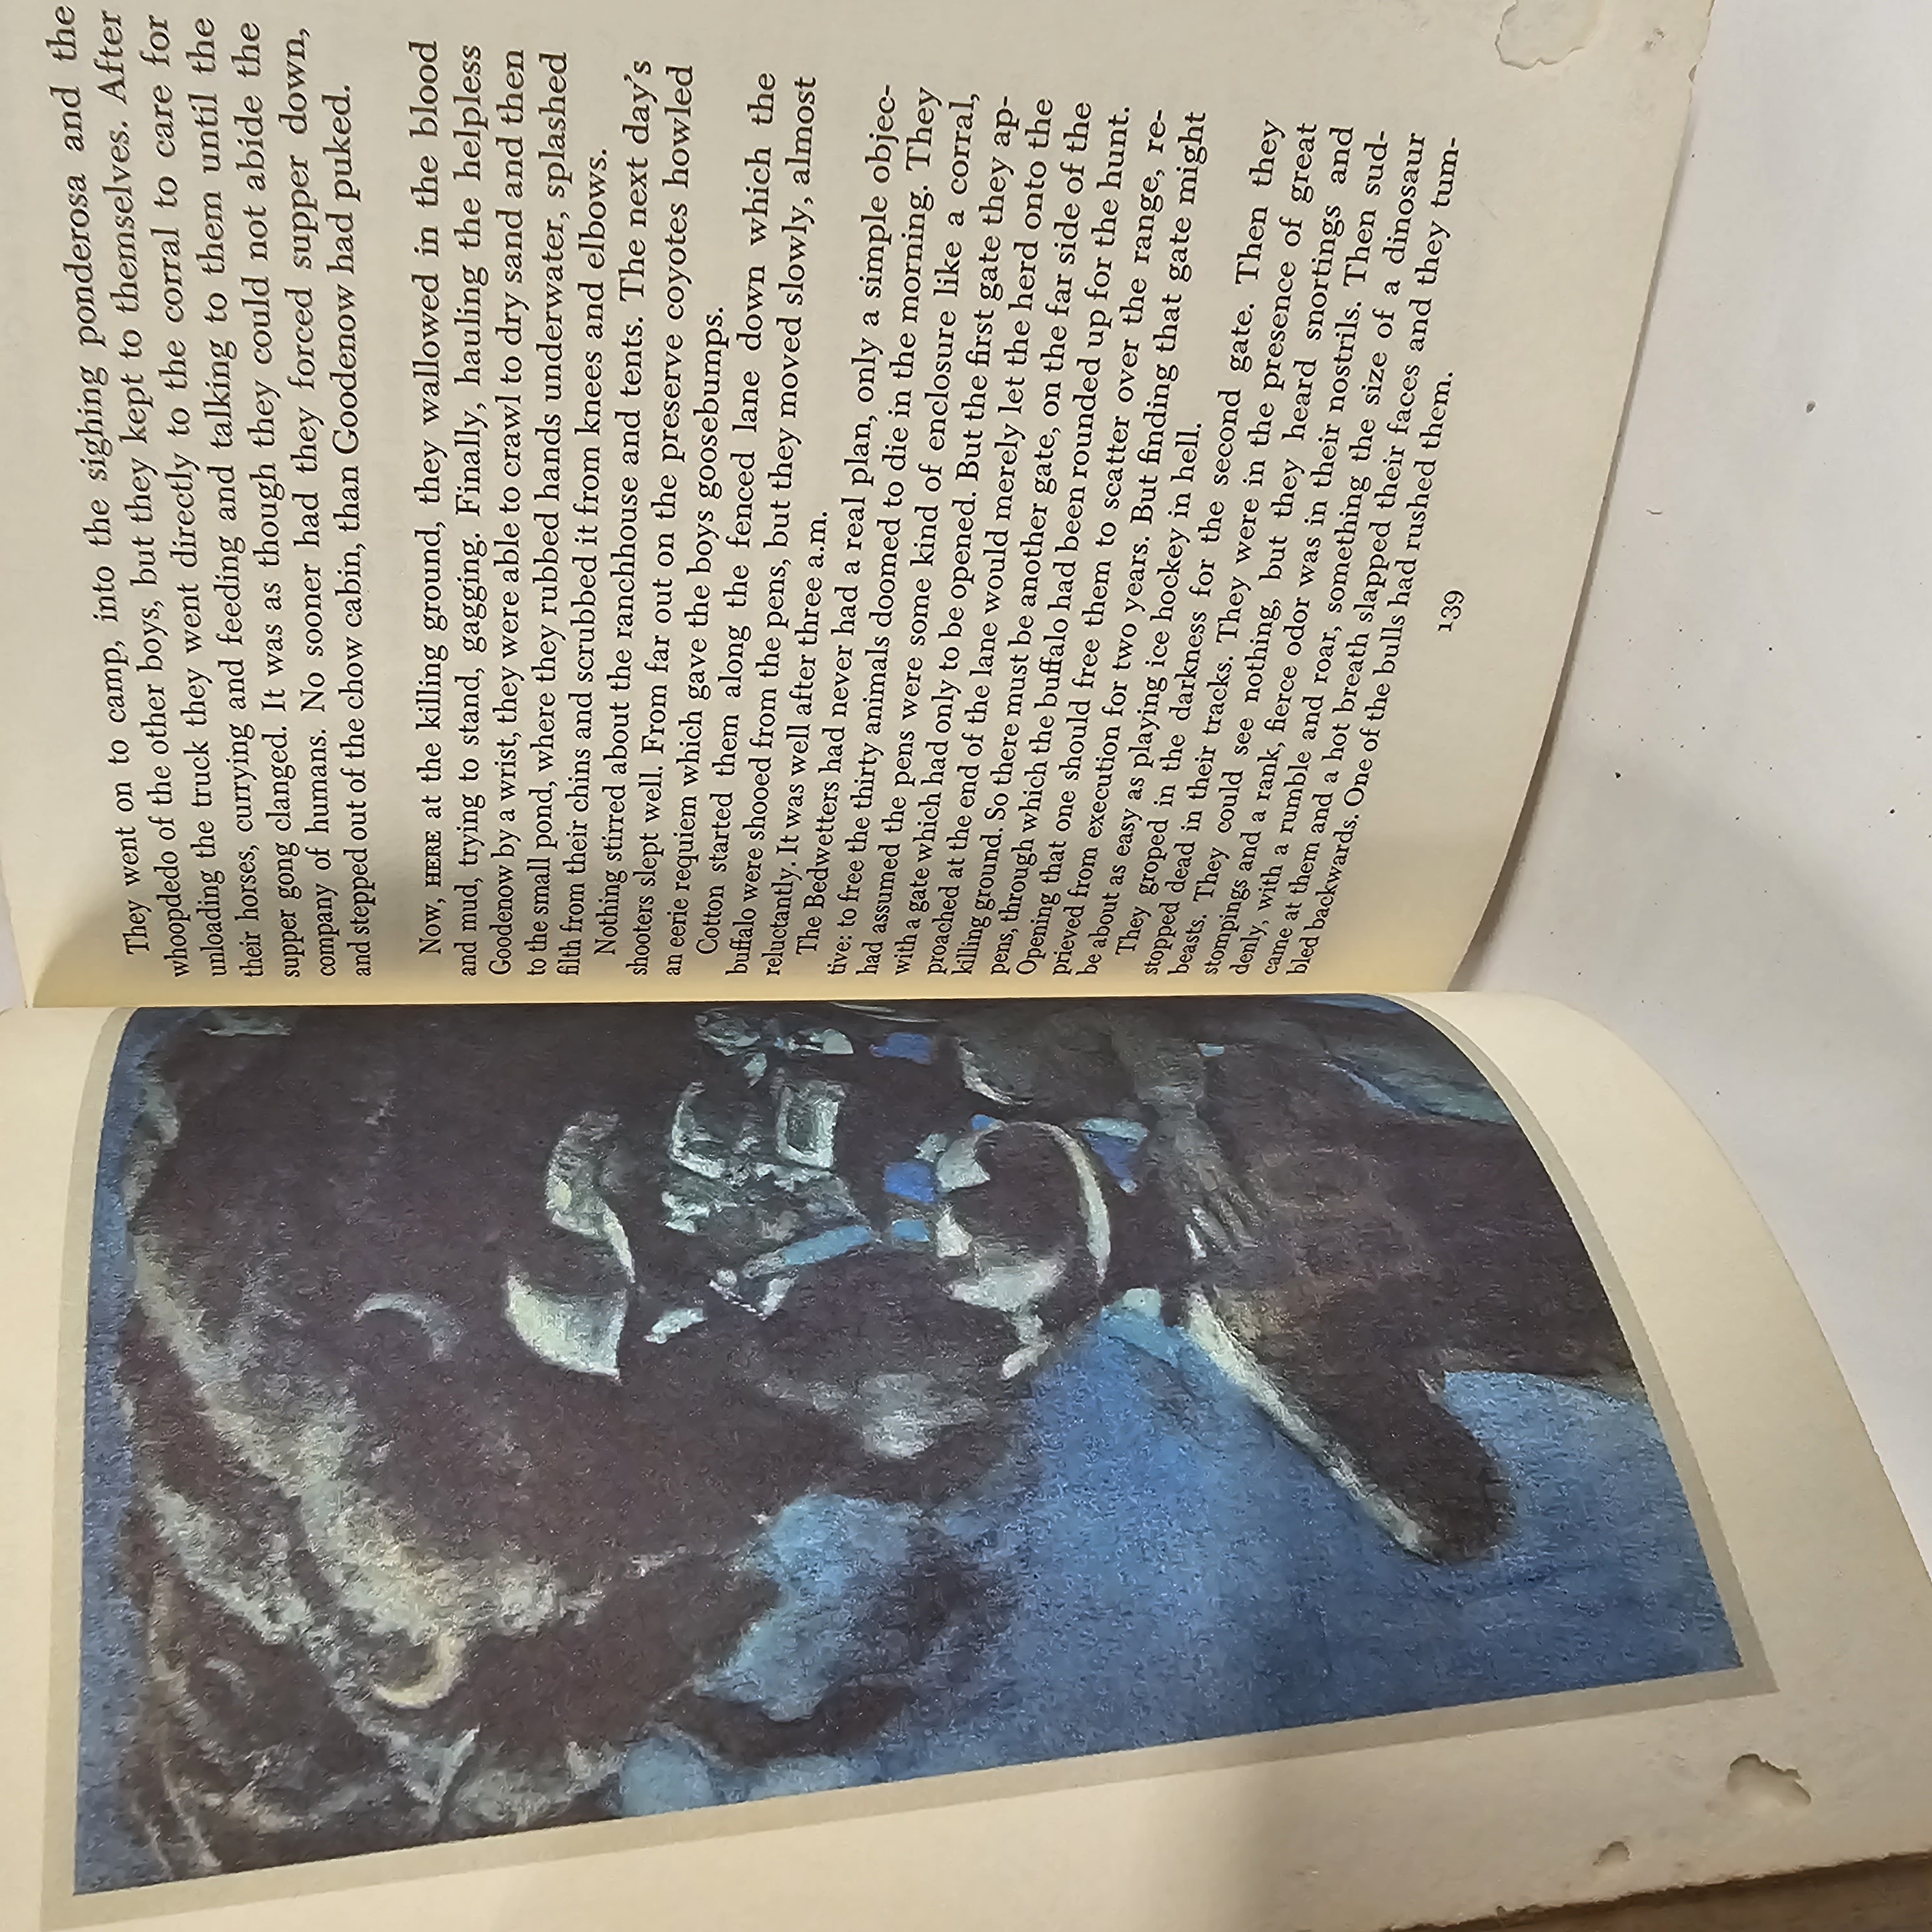 They went on to camp, into the sighing ponderosa and the
whoopdedo of the other boys, but they kept to themselves. After
unloading the truck they went directly to the corral to care for
their horses, currying and feeding and talking to them until the
supper gong clanged. It was as though they could not abide the
company of humans. No sooner had they forced supper down,
and stepped out of the chow cabin, than Goodenow had puked.
Now, HERE at the killing ground, they wallowed in the blood
and mud, trying to stand, gagging. Finally, hauling the helpless
Goodenow by a wrist, they were able to crawl to dry sand and then
to the small pond, where they rubbed hands underwater, splashed
filth from their chins and scrubbed it from knees and elbows.
Nothing stirred about the ranchhouse and tents. The next day's
shooters slept well. From far out on the preserve coyotes howled
an eerie requiem which gave the boys goosebumps.
Cotton started them along the fenced lane down which the
buffalo were shooed from the pens, but they moved slowly, almost
reluctantly. It was well after three a.m.
The Bedwetters had never had a real plan, only a simple objec-
tive: to free the thirty animals doomed to die in the morning. They
had assumed the pens were some kind of enclosure like a corral,
with a gate which had only to be opened. But the first gate they ap-
proached at the end of the lane would merely let the herd onto the
killing ground. So there must be another gate, on the far side of the
pens, through which the buffalo had been rounded up for the hunt.
Opening that one should free them to scatter over the range, re-
prieved from execution for two years. But finding that gate might
be about as easy as playing ice hockey in hell.
They groped in the darkness for the second gate. Then they
stopped dead in their tracks. They were in the presence of great
beasts. They could see nothing, but they heard snortings and
stompings and a rank, fierce odor was in their nostrils. Then sud-
denly, with a rumble and roar, something the size of a dinosaur
came at them and a hot breath slapped their faces and they tum-
bled backwards. One of the bulls had rushed them.
139